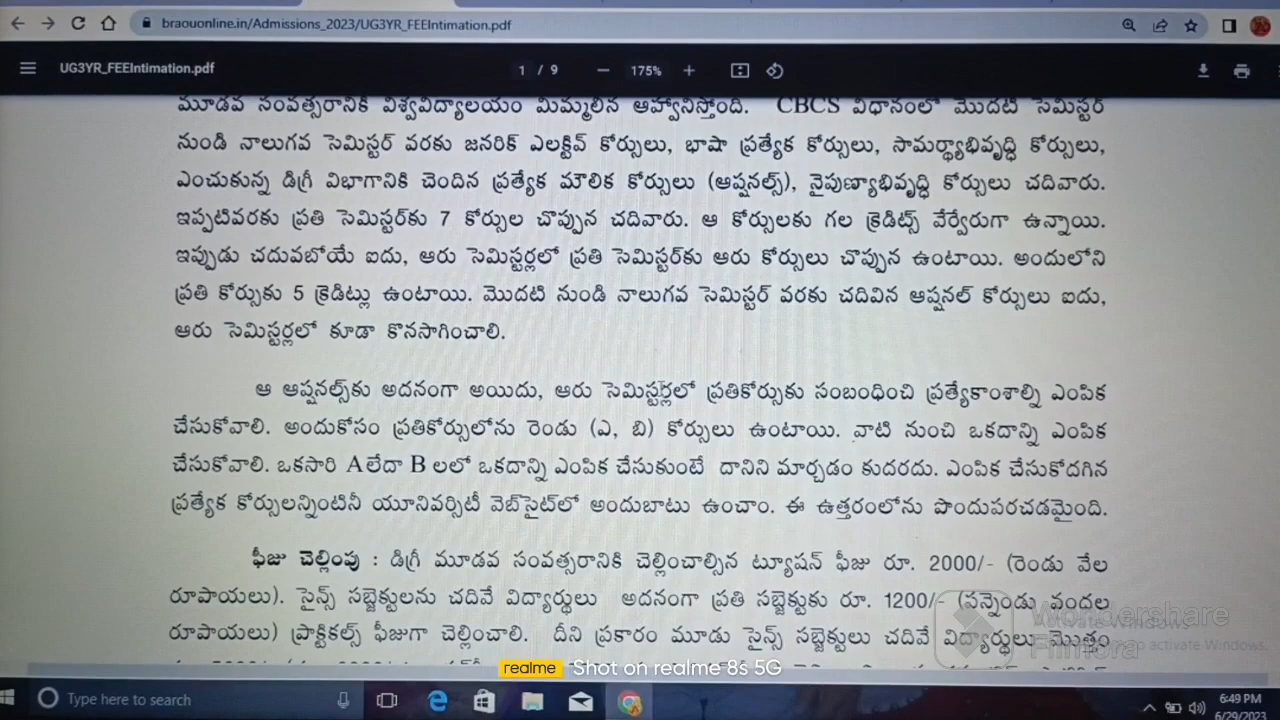 braouonline.in/Admissions_2023/UG3YR_FEEIntimation.pdf
UG3YR_FEEIntimation.pdf 1 / 9 175%
మూడవ సంవత్సరానికి విశ్వవిద్యాలయం మిమ్మలిన ఆహ్వానిస్తోంది. CBCS విధానంలో మొదటి సెమిస్టర్
నుండి నాలుగవ సెమిస్టర్ వరకు జనరిక్ ఎలక్టివ్ కోర్సులు, భాషా ప్రత్యేక కోర్సులు, సామర్థ్యాభివృద్ధి కోర్సులు,
ఎంచుకున్న డిగ్రీ విభాగానికి చెందిన ప్రత్యేక మౌలిక కోర్సులు (ఆప్షనల్స్), నైపుణ్యాభివృద్ధి కోర్సులు చదివారు.
ఇప్పటివరకు ప్రతి సెమిస్టర్‌కు 7 కోర్సుల చొప్పున చదివారు. ఆ కోర్సులకు గల క్రెడిట్స్ వేర్వేరుగా ఉన్నాయి.
ఇప్పుడు చదువబోయే ఐదు, ఆరు సెమిస్టర్లలో ప్రతి సెమిస్టర్‌కు ఆరు కోర్సులు చొప్పున ఉంటాయి. అందులోని
ప్రతి కోర్సుకు 5 క్రెడిట్లు ఉంటాయి. మొదటి నుండి నాలుగవ సెమిస్టర్ వరకు చదివిన ఆప్షనల్ కోర్సులు ఐదు,
ఆరు సెమిస్టర్లలో కూడా కొనసాగించాలి.
ఆ ఆప్షనల్స్‌కు అదనంగా అయిదు, ఆరు సెమిస్టర్లలో ప్రతికోర్సుకు సంబంధించి ప్రత్యేకాంశాల్ని ఎంపిక
చేసుకోవాలి. అందుకోసం ప్రతికోర్సులోను రెండు (ఎ, బి) కోర్సులు ఉంటాయి. వాటి నుంచి ఒకదాన్ని ఎంపిక
చేసుకోవాలి. ఒకసారి A లేదా B లలో ఒకదాన్ని ఎంపిక చేసుకుంటే దానిని మార్చడం కుదరదు. ఎంపిక చేసుకోదగిన
ప్రత్యేక కోర్సులన్నింటినీ యూనివర్సిటీ వెబ్‌సైట్‌లో అందుబాటు ఉంచాం. ఈ ఉత్తరంలోను పొందుపరచడమైంది.
ఫీజు చెల్లింపు : డిగ్రీ మూడవ సంవత్సరానికి చెల్లించాల్సిన ట్యూషన్ ఫీజు రూ. 2000/- (రెండు వేల
రూపాయలు). సైన్స్ సబ్జెక్టులను చదివే విద్యార్థులు అదనంగా ప్రతి సబ్జెక్టుకు రూ. 1200/- (పన్నెండు వందల
రూపాయలు) ప్రాక్టికల్స్ ఫీజుగా చెల్లించాలి. దీని ప్రకారం మూడు సైన్స్ సబ్జెక్టులు చదివే విద్యార్థులు మొత్తం
Wondershare
Filmora
realme Shot on realme 8s 5G
Type here to search
6:49 PM
6/29/2023